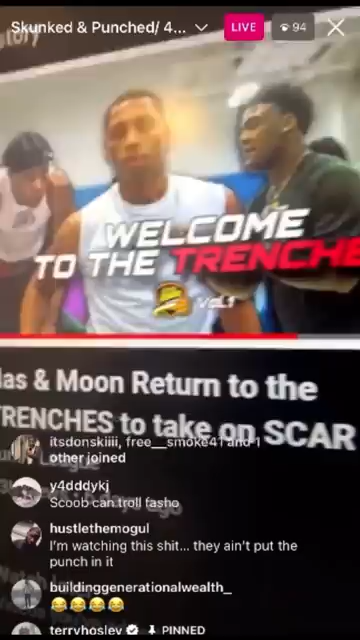 Skunked & Punched/ 4...
LIVE
94
WELCOME
TO THE TRENCHE
Vol.1
las & Moon Return to the
TRENCHES to take on SCAR
itsdonskiiii, free__smoke41 and 1
other joined
y4dddykj
Scoob can troll fasho
hustlethemogul
I'm watching this shit... they ain't put the
punch in it
buildinggenerationalwealth_
😂😂😂😂
terryhosley
PINNED